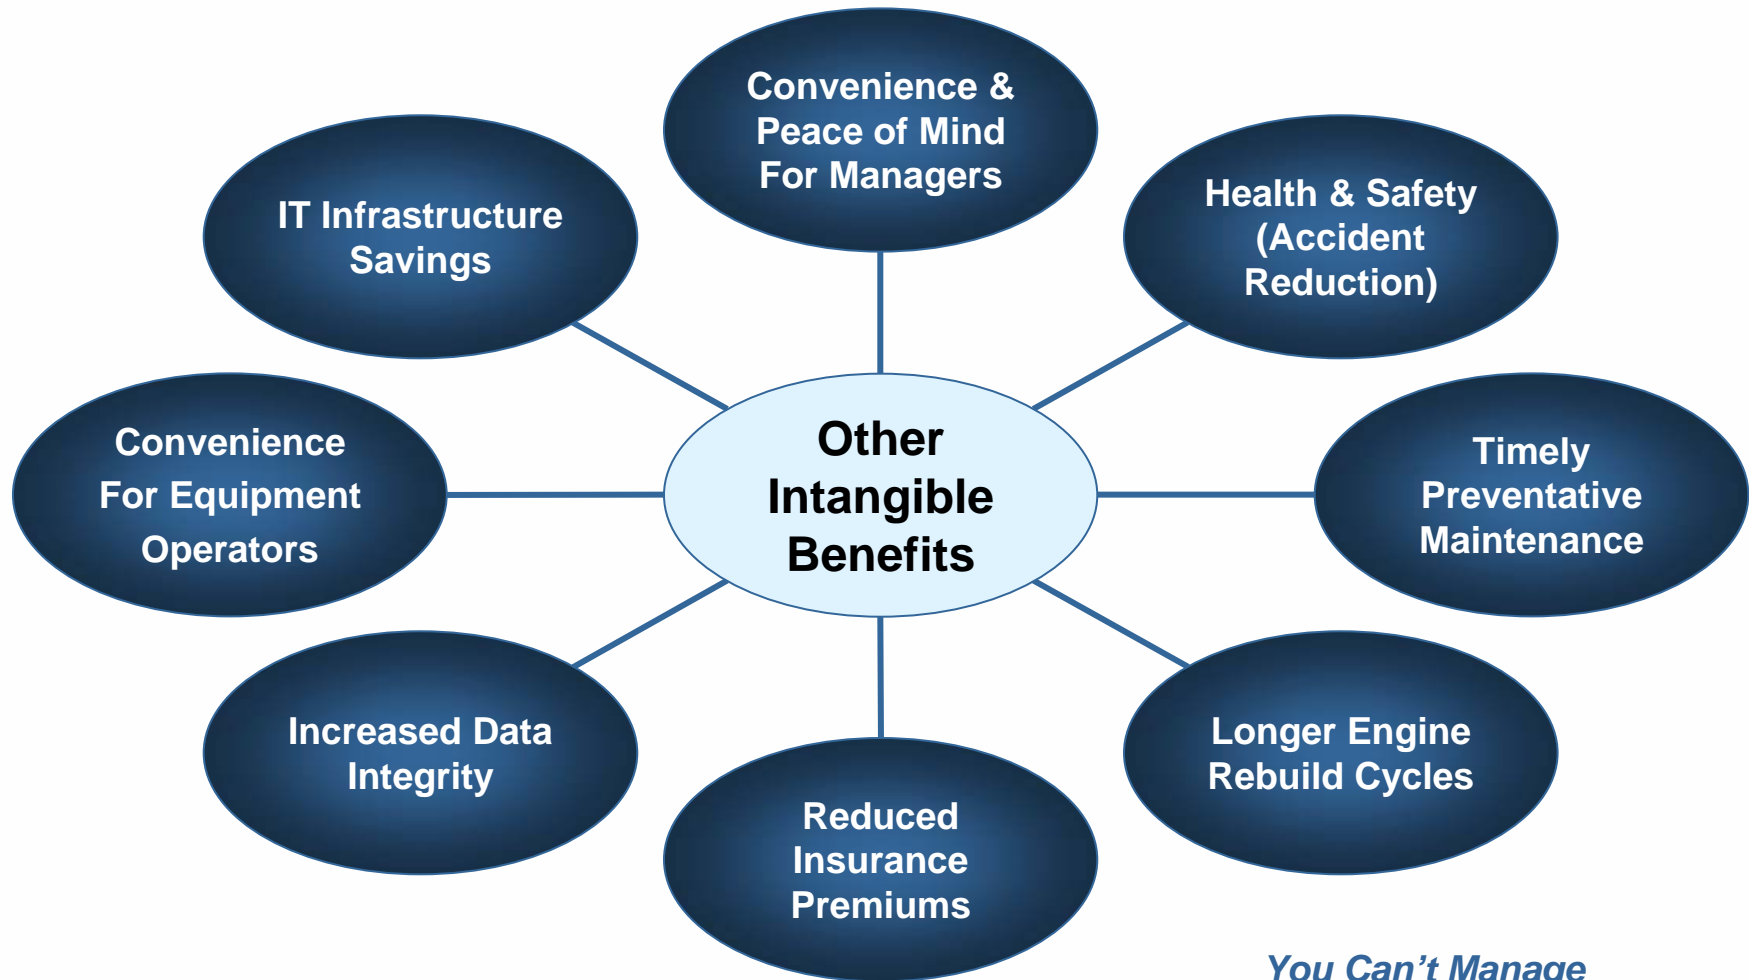 Convenience &
Peace of Mind
For Managers
Health & Safety
(Accident
Reduction)
Timely
Preventative
Maintenance
Longer Engine
Rebuild Cycles
Reduced
Insurance
Premiums
Increased Data
Integrity
Convenience
For Equipment
Operators
IT Infrastructure
Savings
Other
Intangible
Benefits
You Can’t Manage